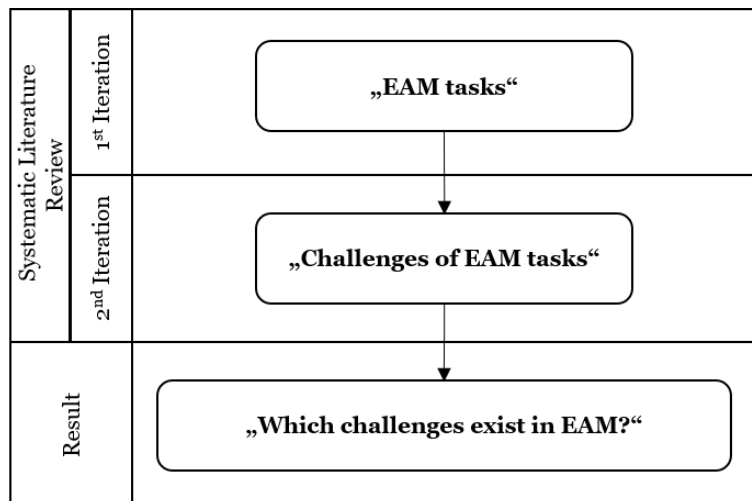 Systematic Literature
Review
1st Iteration
„EAM tasks“
2nd Iteration
„Challenges of EAM tasks“
Result
„Which challenges exist in EAM?“